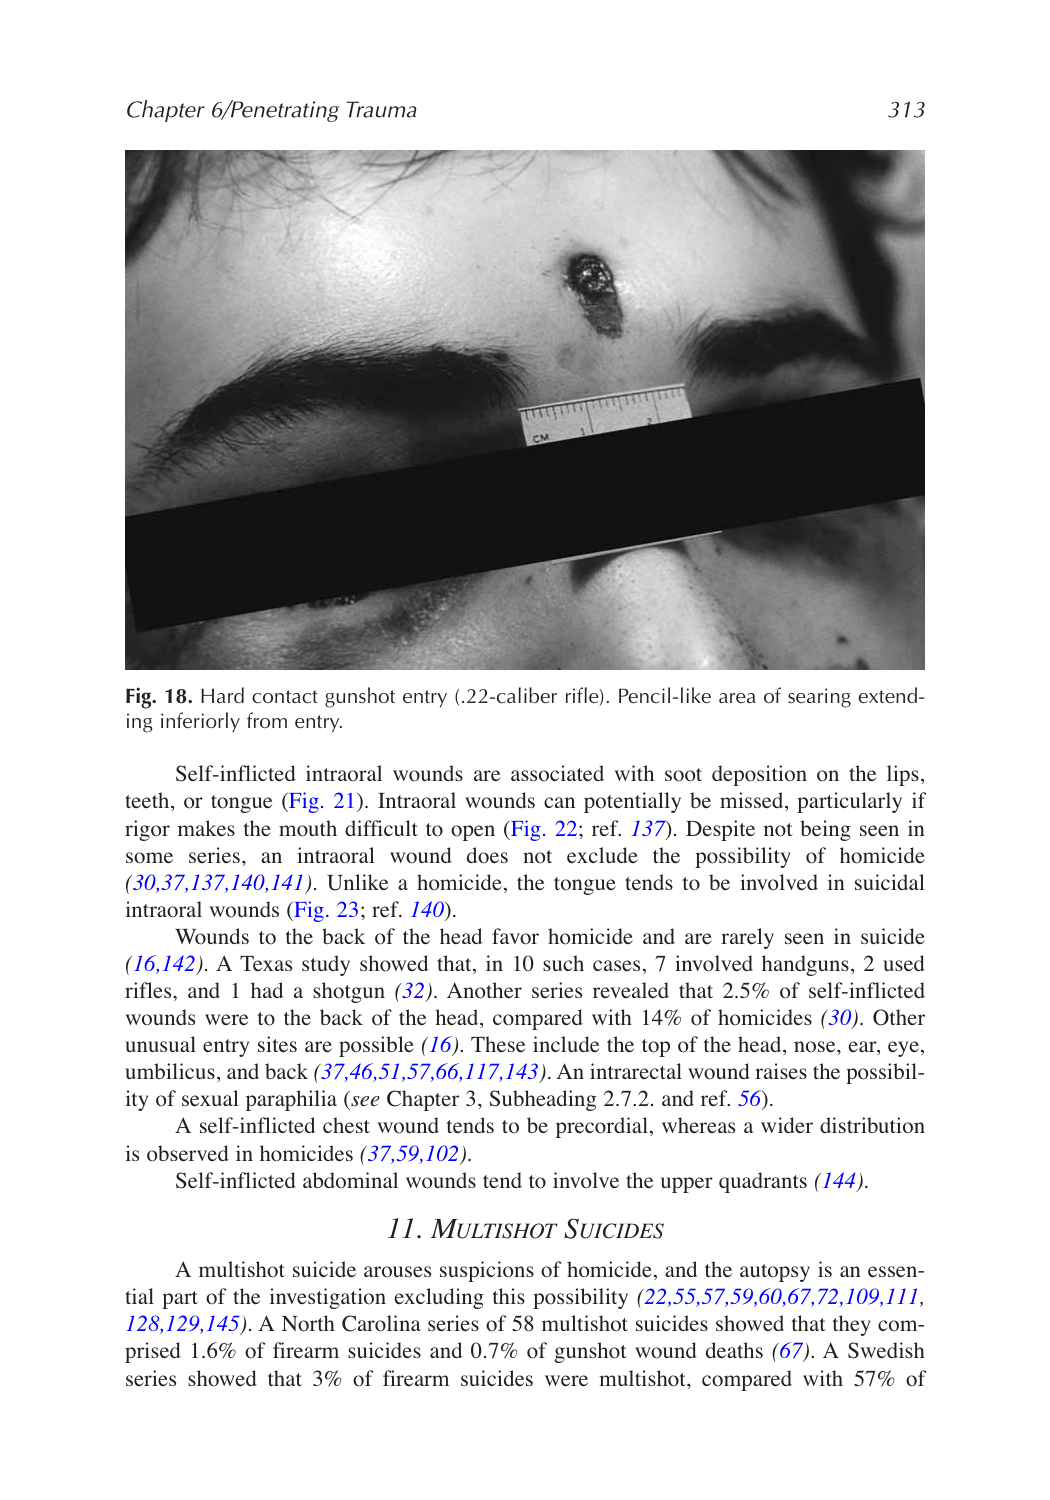 Chapter 6/Penetrating Trauma 313
CM 1 2
Fig. 18. Hard contact gunshot entry (.22-caliber rifle). Pencil-like area of searing extend-
ing inferiorly from entry.
Self-inflicted intraoral wounds are associated with soot deposition on the lips,
teeth, or tongue (Fig. 21). Intraoral wounds can potentially be missed, particularly if
rigor makes the mouth difficult to open (Fig. 22; ref. 137). Despite not being seen in
some series, an intraoral wound does not exclude the possibility of homicide
(30,37,137,140,141). Unlike a homicide, the tongue tends to be involved in suicidal
intraoral wounds (Fig. 23; ref. 140).
Wounds to the back of the head favor homicide and are rarely seen in suicide
(16,142). A Texas study showed that, in 10 such cases, 7 involved handguns, 2 used
rifles, and 1 had a shotgun (32). Another series revealed that 2.5% of self-inflicted
wounds were to the back of the head, compared with 14% of homicides (30). Other
unusual entry sites are possible (16). These include the top of the head, nose, ear, eye,
umbilicus, and back (37,46,51,57,66,117,143). An intrarectal wound raises the possibil-
ity of sexual paraphilia (see Chapter 3, Subheading 2.7.2. and ref. 56).
A self-inflicted chest wound tends to be precordial, whereas a wider distribution
is observed in homicides (37,59,102).
Self-inflicted abdominal wounds tend to involve the upper quadrants (144).
11. MULTISHOT SUICIDES
A multishot suicide arouses suspicions of homicide, and the autopsy is an essen-
tial part of the investigation excluding this possibility (22,55,57,59,60,67,72,109,111,
128,129,145). A North Carolina series of 58 multishot suicides showed that they com-
prised 1.6% of firearm suicides and 0.7% of gunshot wound deaths (67). A Swedish
series showed that 3% of firearm suicides were multishot, compared with 57% of